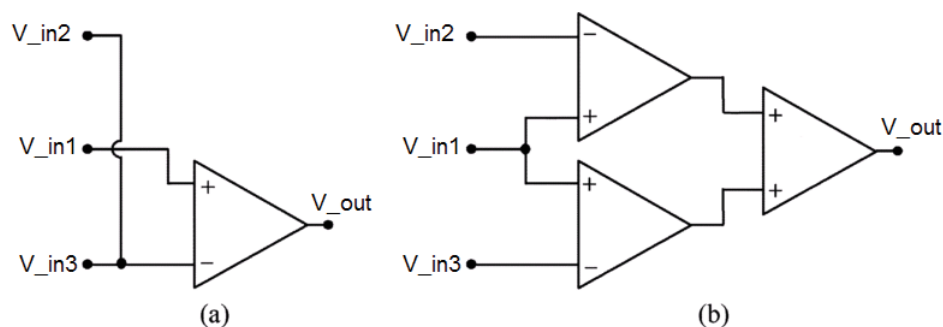 V_in2
V_in1
V_in3
+
−
V_out
(a)
V_in2
V_in1
V_in3
−
+
+
−
+
+
V_out
(b)